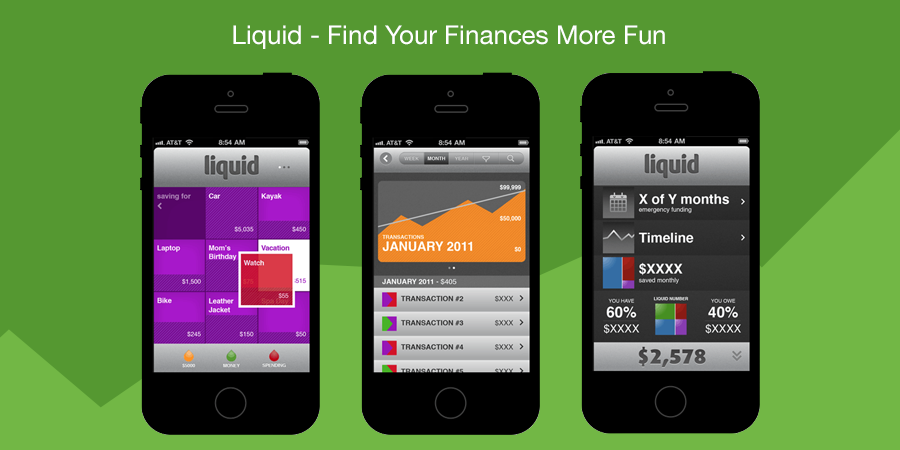 Liquid - Find Your Finances More Fun
AT&T 8:54 AM
liquid
saving for
Car
$5,035
Kayak
$450
Laptop
$1,500
Mom's
Birthday
Vacation
$515
Watch
$55
Bike
$245
Leather
Jacket
$150
$50
MONEY
SPENDING
AT&T 8:54 AM
WEEK MONTH YEAR
$99,999
$50,000
$0
TRANSACTIONS
JANUARY 2011
JANUARY 2011 - $405
TRANSACTION #2 $XXX
TRANSACTION #3 $XXX
TRANSACTION #4 $XXX
TRANSACTION #5 $XXX
AT&T 8:54 AM
liquid
X of Y months
emergency funding
Timeline
$XXXX
saved monthly
YOU HAVE
60%
$XXXX
LIQUID NUMBER
YOU OWE
40%
$XXXX
$2,578